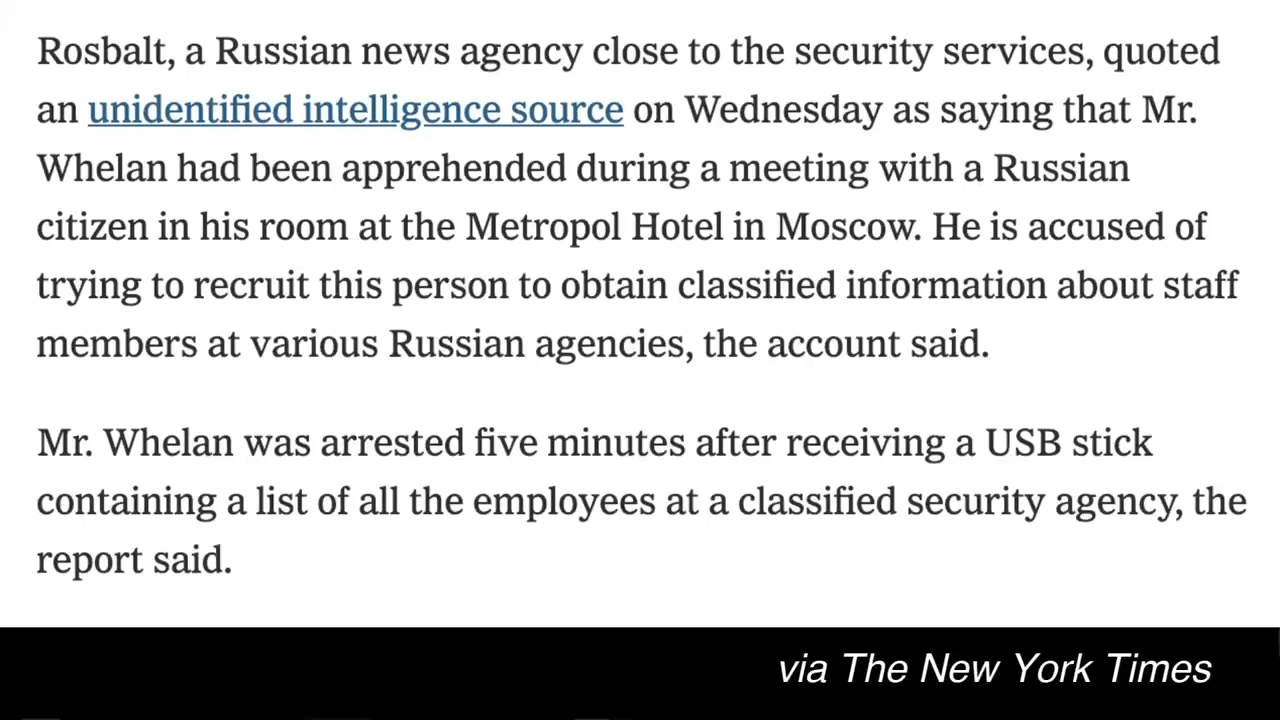 Rosbalt, a Russian news agency close to the security services, quoted
an unidentified intelligence source on Wednesday as saying that Mr.
Whelan had been apprehended during a meeting with a Russian
citizen in his room at the Metropol Hotel in Moscow. He is accused of
trying to recruit this person to obtain classified information about staff
members at various Russian agencies, the account said.
Mr. Whelan was arrested five minutes after receiving a USB stick
containing a list of all the employees at a classified security agency, the
report said.
via The New York Times